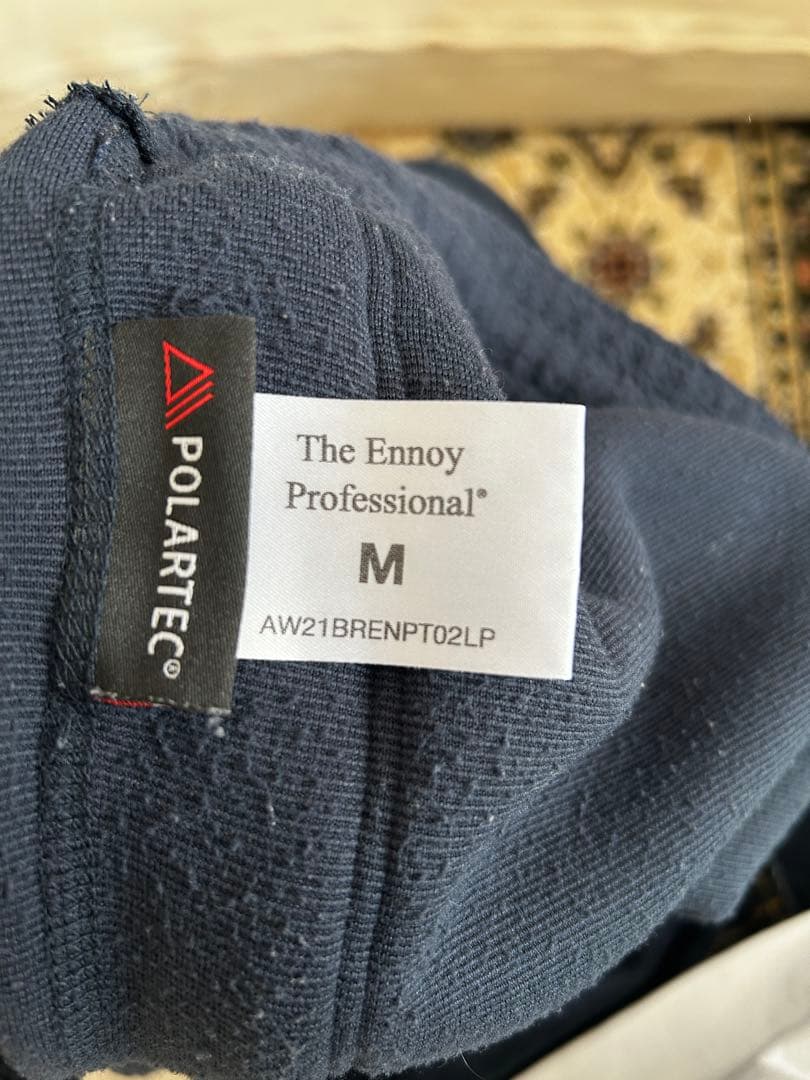 POLARTEC®
The Ennoy
Professional®
M
AW21BRENPT02LP